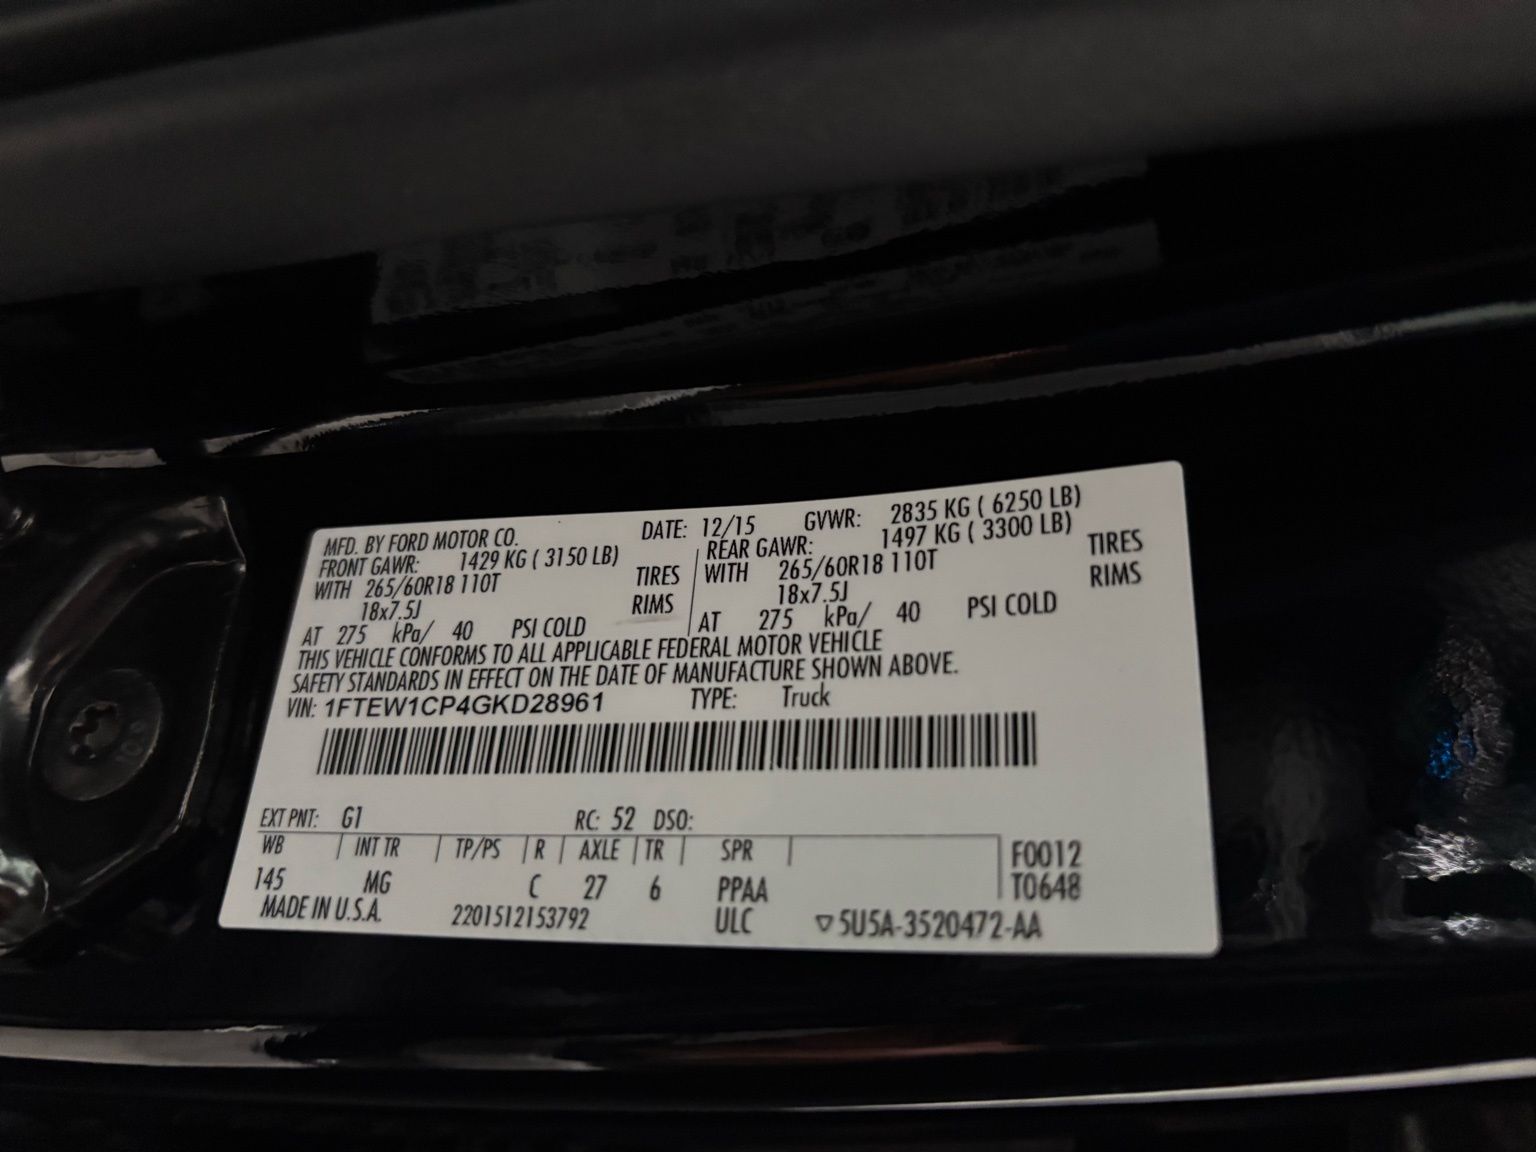 MFD. BY FORD MOTOR CO. DATE: 12/15 GVWR: 2835 KG ( 6250 LB)
FRONT GAWR: 1429 KG ( 3150 LB) REAR GAWR: 1497 KG ( 3300 LB)
WITH 265/60R18 110T TIRES WITH 265/60R18 110T TIRES
18x7.5J RIMS 18x7.5J RIMS
AT 275 kPa/ 40 PSI COLD AT 275 kPa/ 40 PSI COLD
THIS VEHICLE CONFORMS TO ALL APPLICABLE FEDERAL MOTOR VEHICLE
SAFETY STANDARDS IN EFFECT ON THE DATE OF MANUFACTURE SHOWN ABOVE.
VIN: 1FTEW1CP4GKD28961 TYPE: Truck
EXT PNT: G1 RC: 52 DSO:
WB INT TR TP/PS R AXLE TR SPR F0012
145 MG C 27 6 PPAA T0648
MADE IN U.S.A. 2201512153792 ULC ▽5U5A-3520472-AA